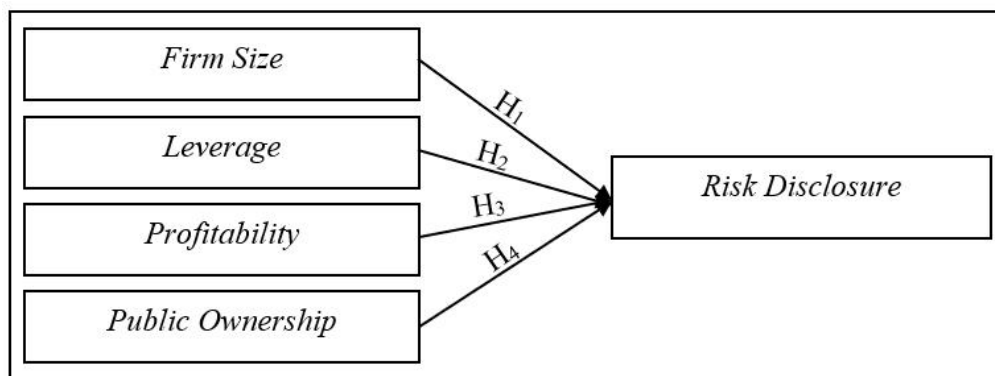 Firm Size
H₁
Leverage
H₂
Risk Disclosure
Profitability
H₃
H₄
Public Ownership